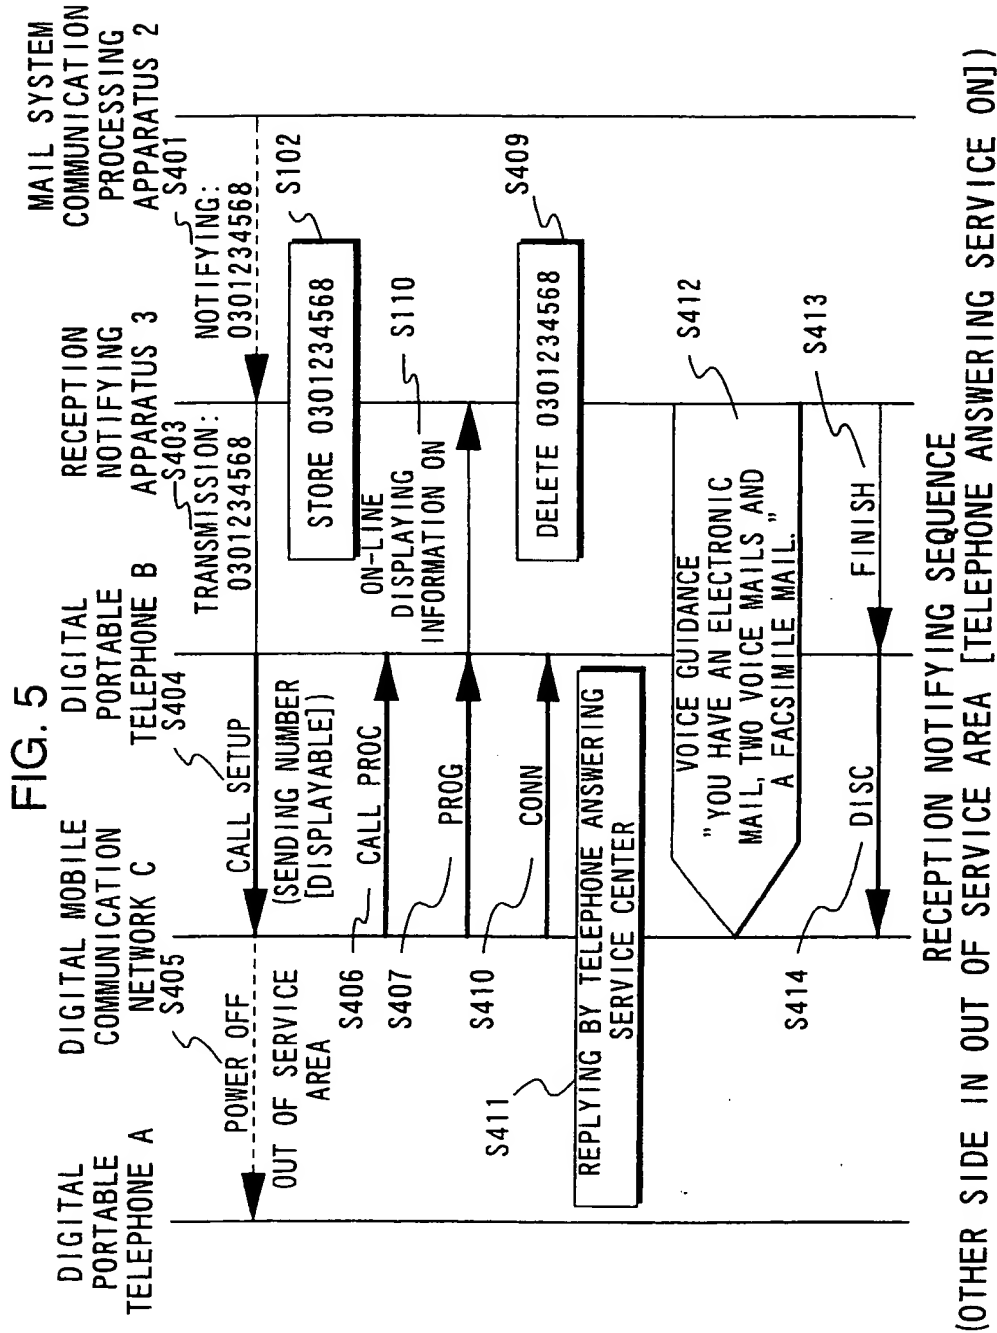 FIG. 5
DIGITAL
PORTABLE
TELEPHONE A
DIGITAL MOBILE
COMMUNICATION
NETWORK C
DIGITAL
PORTABLE
TELEPHONE B
RECEPTION
NOTIFYING
APPARATUS 3
MAIL SYSTEM
COMMUNICATION
PROCESSING
APPARATUS 2
S401
NOTIFYING:
0301234568
S403
TRANSMISSION:
0301234568
S102
STORE 0301234568
S404
CALL SETUP
(SENDING NUMBER
[DISPLAYABLE])
S405
POWER OFF
OUT OF SERVICE
AREA
S406
CALL PROC
S407
PROG
ON-LINE
DISPLAYING
INFORMATION ON
S110
S409
DELETE 0301234568
S410
CONN
S411
REPLYING BY TELEPHONE ANSWERING
SERVICE CENTER
S412
VOICE GUIDANCE
"YOU HAVE AN ELECTRONIC
MAIL, TWO VOICE MAILS AND
A FACSIMILE MAIL."
S413
FINISH
S414
DISC
RECEPTION NOTIFYING SEQUENCE
(OTHER SIDE IN OUT OF SERVICE AREA [TELEPHONE ANSWERING SERVICE ON])